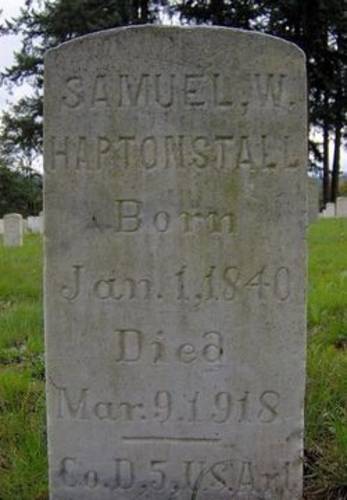 SAMUEL, W.
HAPTONSTALL
Born
Jan. 1, 1840
Died
Mar. 9. 1918
Co. D. 5, U.S. Art